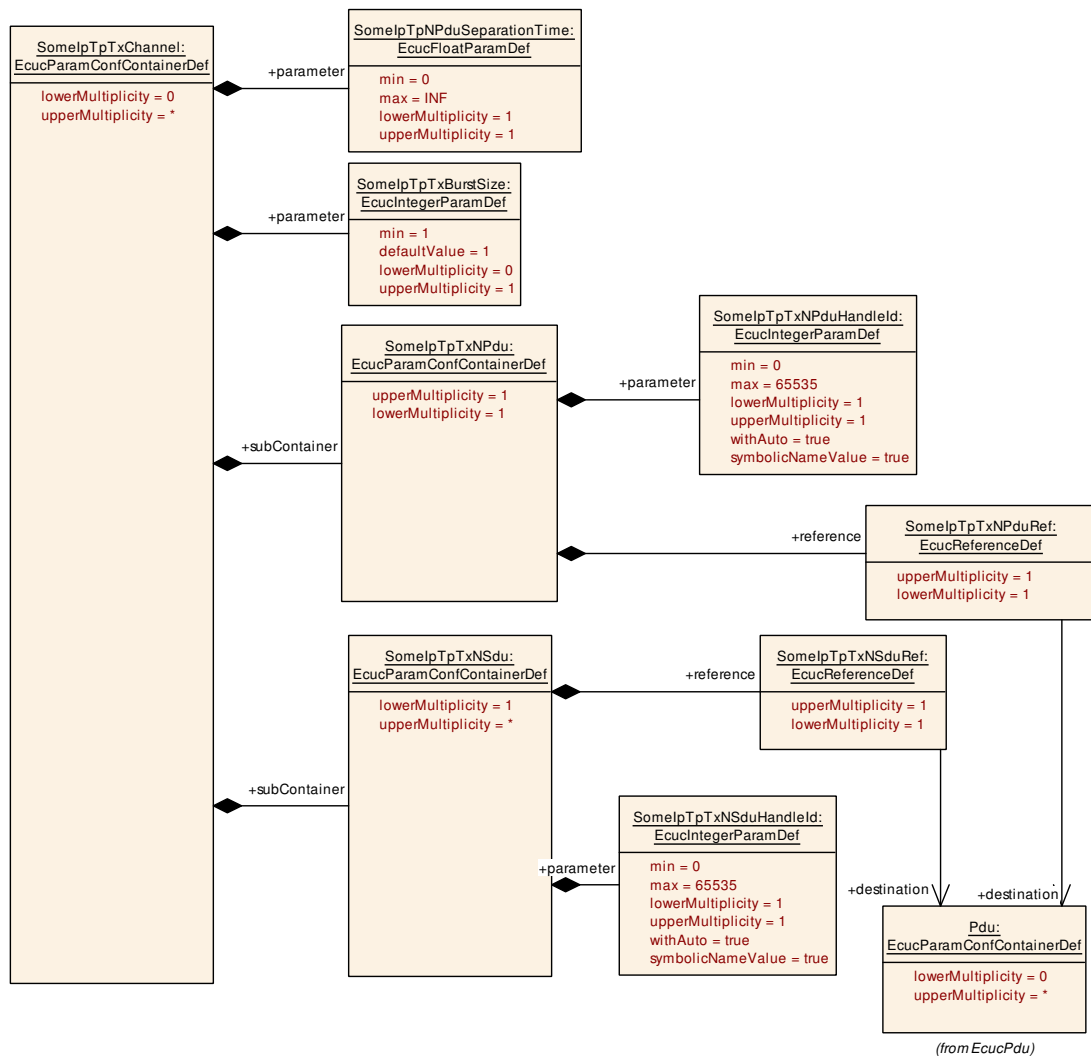 SomeIpTpTxChannel:
EcucParamConfContainerDef
lowerMultiplicity = 0
upperMultiplicity = *
+parameter
SomeIpTpNPduSeparationTime:
EcucFloatParamDef
min = 0
max = INF
lowerMultiplicity = 1
upperMultiplicity = 1
+parameter
SomeIpTpTxBurstSize:
EcucIntegerParamDef
min = 1
defaultValue = 1
lowerMultiplicity = 0
upperMultiplicity = 1
+subContainer
SomeIpTpTxNPdu:
EcucParamConfContainerDef
upperMultiplicity = 1
lowerMultiplicity = 1
+parameter
SomeIpTpTxNPduHandleId:
EcucIntegerParamDef
min = 0
max = 65535
lowerMultiplicity = 1
upperMultiplicity = 1
withAuto = true
symbolicNameValue = true
+reference
SomeIpTpTxNPduRef:
EcucReferenceDef
upperMultiplicity = 1
lowerMultiplicity = 1
+subContainer
SomeIpTpTxNSdu:
EcucParamConfContainerDef
lowerMultiplicity = 1
upperMultiplicity = *
+reference
SomeIpTpTxNSduRef:
EcucReferenceDef
upperMultiplicity = 1
lowerMultiplicity = 1
+parameter
SomeIpTpTxNSduHandleId:
EcucIntegerParamDef
min = 0
max = 65535
lowerMultiplicity = 1
upperMultiplicity = 1
withAuto = true
symbolicNameValue = true
+destination
+destination
Pdu:
EcucParamConfContainerDef
lowerMultiplicity = 0
upperMultiplicity = *
(from EcucPdu)